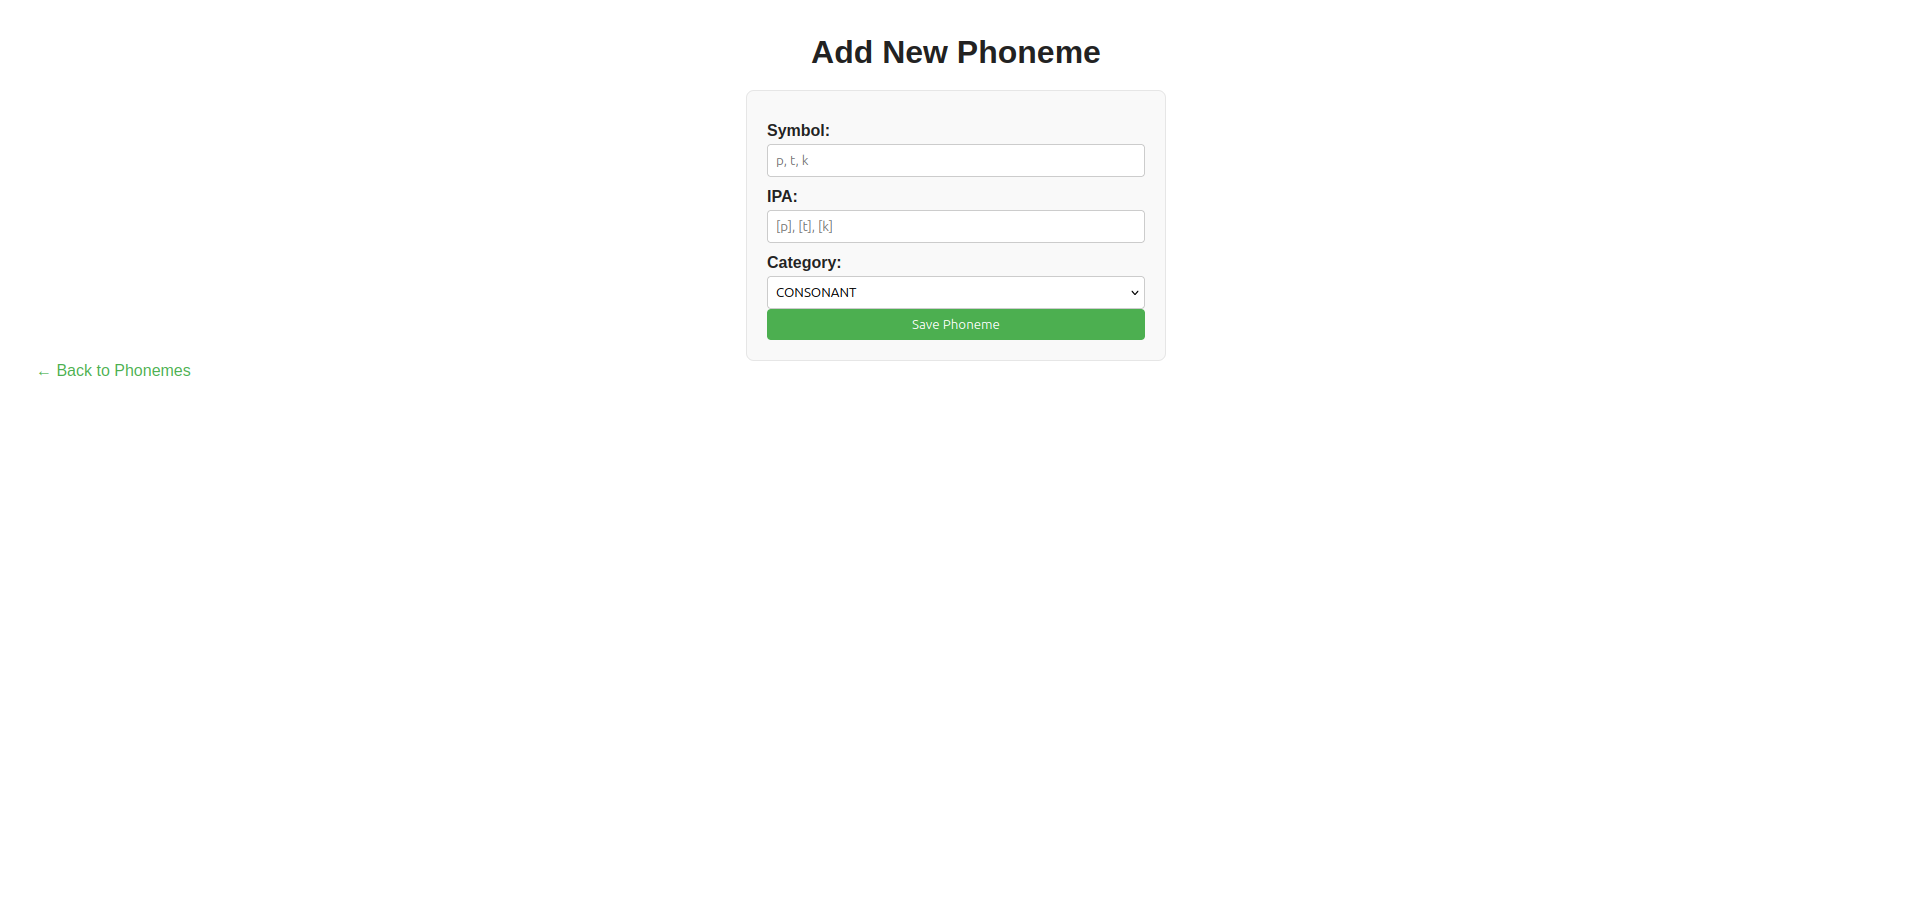 Add New Phoneme
Symbol:
p, t, k
IPA:
[p], [t], [k]
Category:
CONSONANT
Save Phoneme
← Back to Phonemes